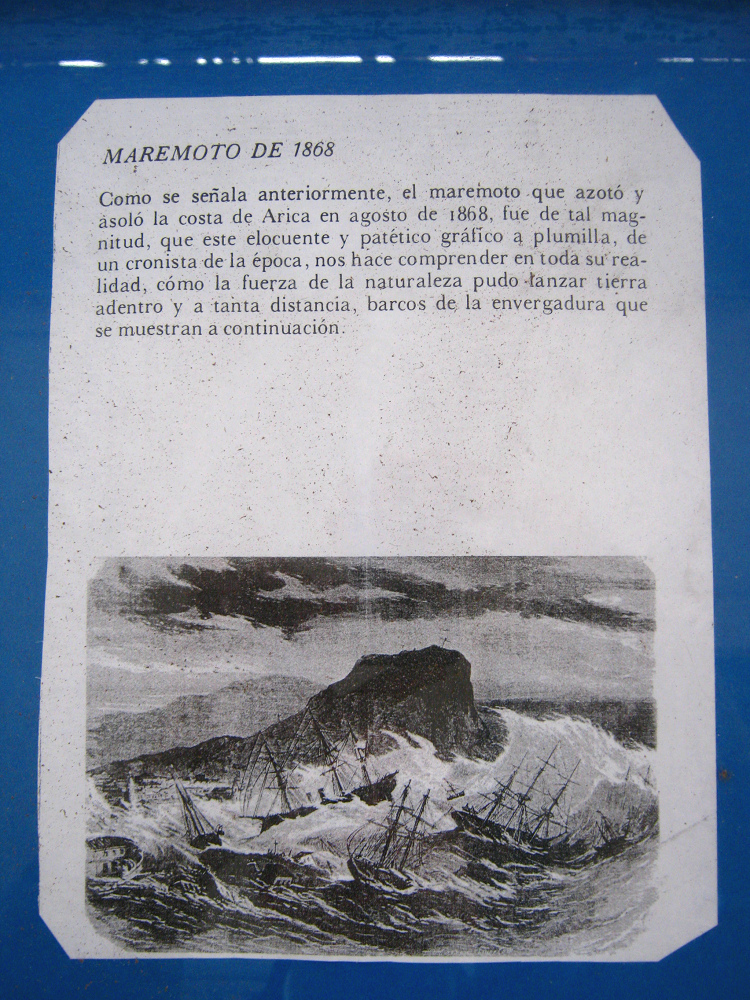 MAREMOTO DE 1868
Como se señala anteriormente, el maremoto que azotó y
asoló la costa de Arica en agosto de 1868, fue de tal mag-
nitud, que este elocuente y patético gráfico a plumilla, de
un cronista de la época, nos hace comprender en toda su rea-
lidad, cómo la fuerza de la naturaleza pudo lanzar tierra
adentro y a tanta distancia, barcos de la envergadura que
se muestran a continuación.